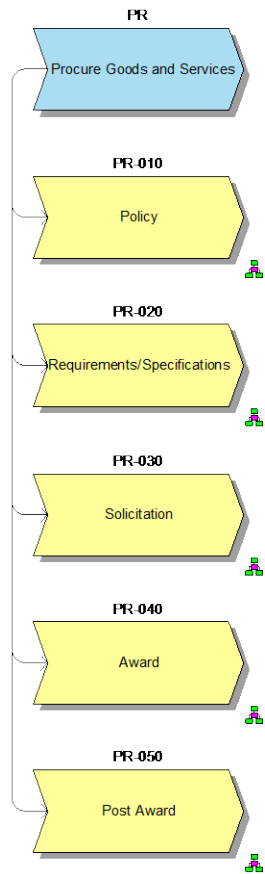 PR
Procure Goods and Services
PR-010
Policy
PR-020
Requirements/Specifications
PR-030
Solicitation
PR-040
Award
PR-050
Post Award